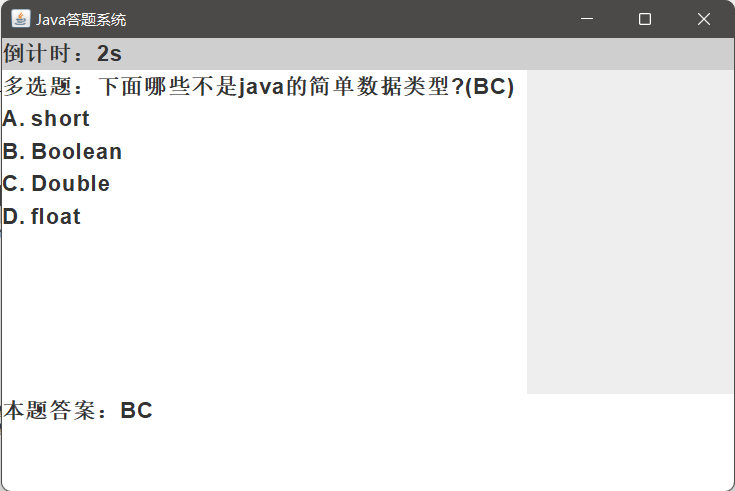 Java答题系统
倒计时：2s
多选题：下面哪些不是java的简单数据类型?(BC)
A. short
B. Boolean
C. Double
D. float
本题答案：BC